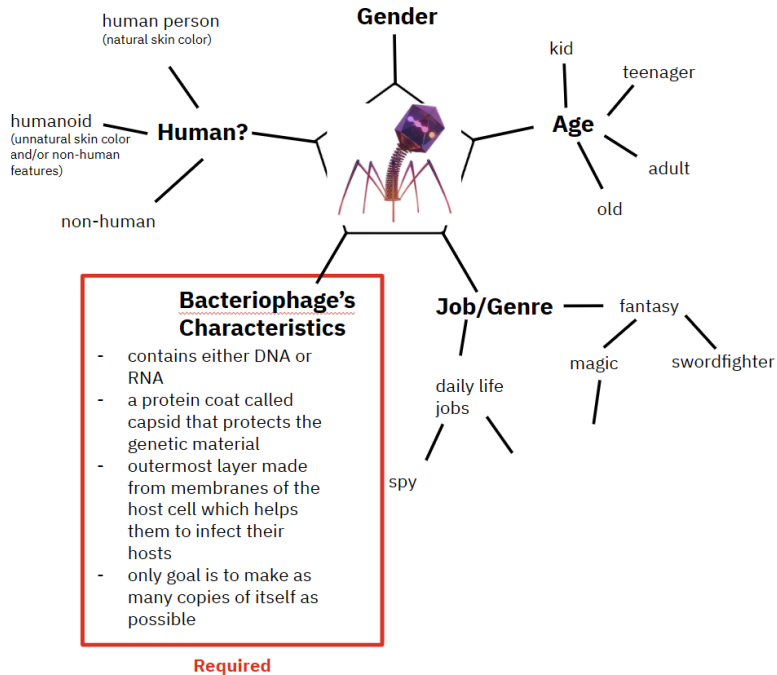 Gender
human person
(natural skin color)
humanoid
(unnatural skin color
and/or non-human
features)
Human?
non-human
kid
teenager
Age
adult
old
Bacteriophage’s
Characteristics
- contains either DNA or
RNA
- a protein coat called
capsid that protects the
genetic material
- outermost layer made
from membranes of the
host cell which helps
them to infect their
hosts
- only goal is to make as
many copies of itself as
possible
Required
Job/Genre
fantasy
magic
swordfighter
daily life
jobs
spy